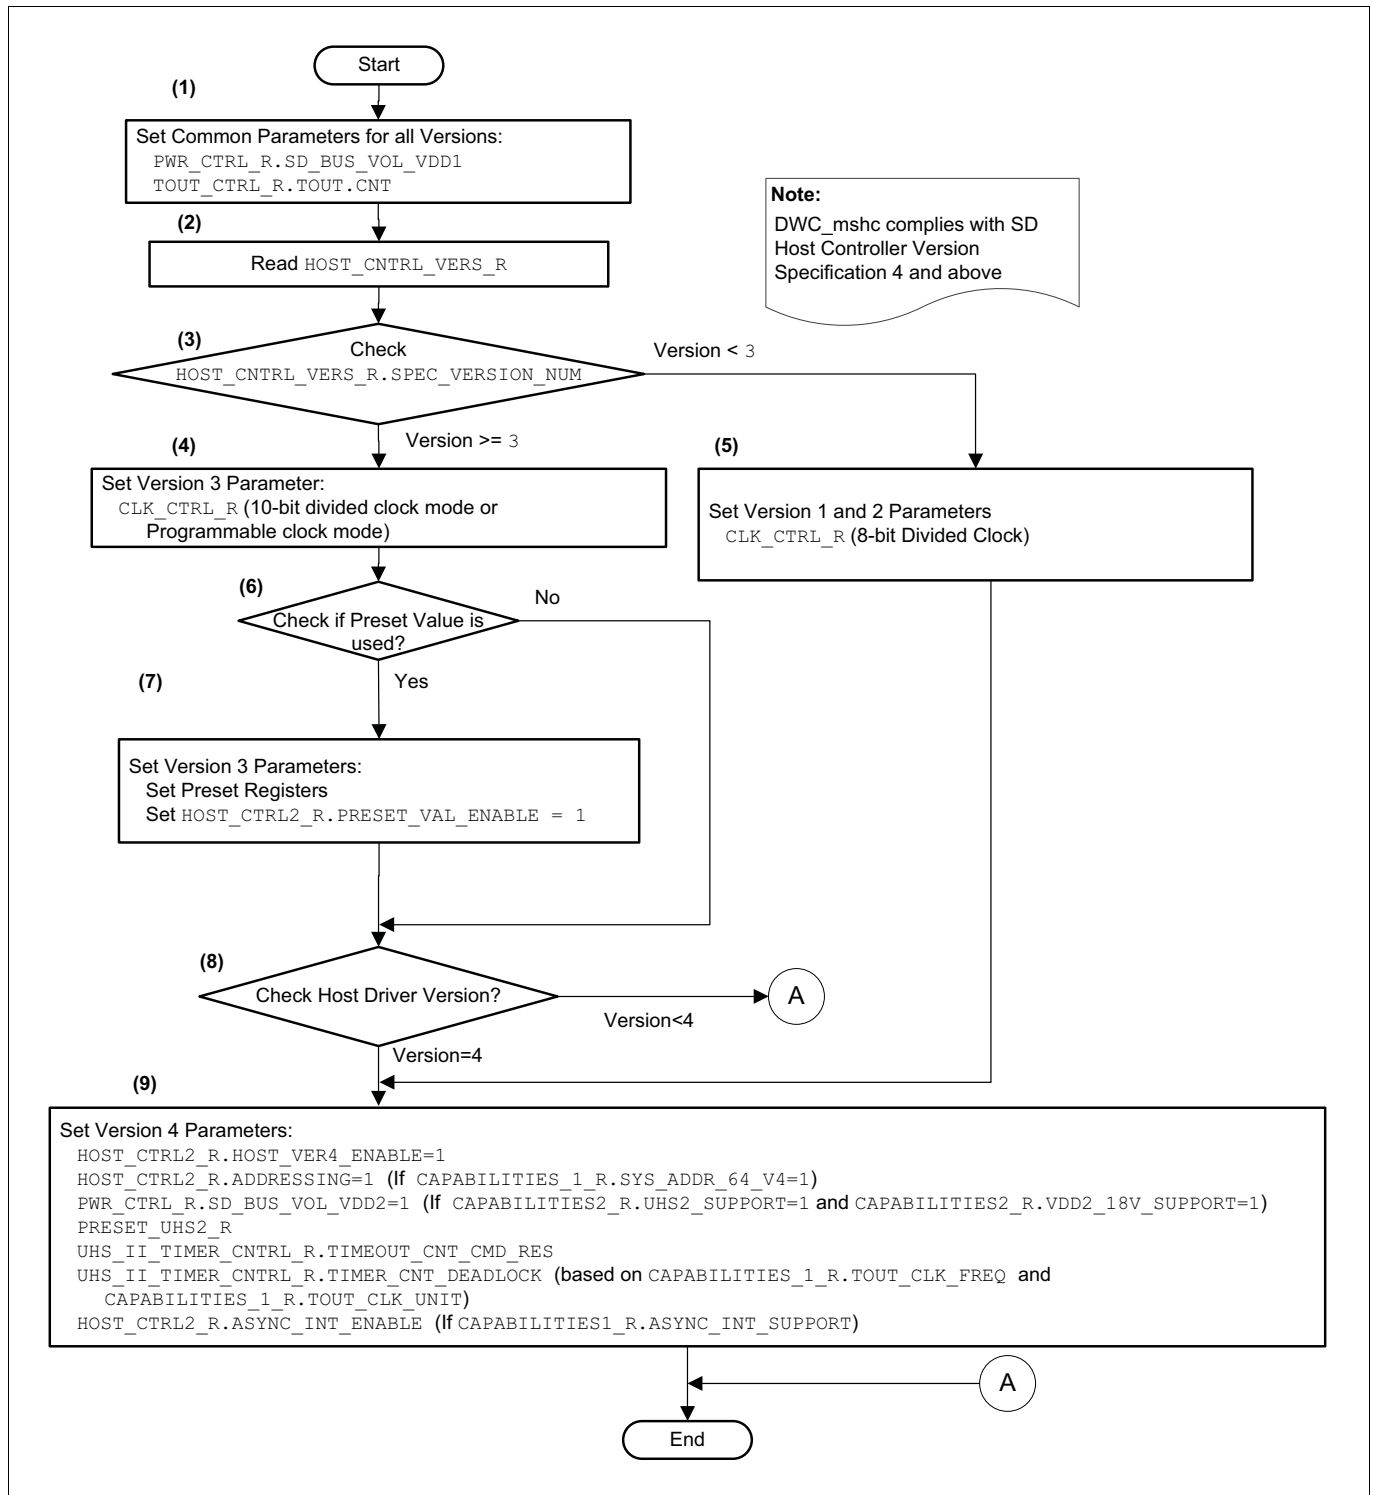 Start
(1)
Set Common Parameters for all Versions:
PWR_CTRL_R.SD_BUS_VOL_VDD1
TOUT_CTRL_R.TOUT.CNT
Note:
DWC_mshc complies with SD
Host Controller Version
Specification 4 and above
(2)
Read HOST_CNTRL_VERS_R
(3)
Check
HOST_CNTRL_VERS_R.SPEC_VERSION_NUM
Version < 3
Version >= 3
(4)
Set Version 3 Parameter:
CLK_CTRL_R (10-bit divided clock mode or
Programmable clock mode)
(5)
Set Version 1 and 2 Parameters
CLK_CTRL_R (8-bit Divided Clock)
(6)
Check if Preset Value is
used?
No
Yes
(7)
Set Version 3 Parameters:
Set Preset Registers
Set HOST_CTRL2_R.PRESET_VAL_ENABLE = 1
(8)
Check Host Driver Version?
Version<4
A
Version=4
(9)
Set Version 4 Parameters:
HOST_CTRL2_R.HOST_VER4_ENABLE=1
HOST_CTRL2_R.ADDRESSING=1 (If CAPABILITIES_1_R.SYS_ADDR_64_V4=1)
PWR_CTRL_R.SD_BUS_VOL_VDD2=1 (If CAPABILITIES2_R.UHS2_SUPPORT=1 and CAPABILITIES2_R.VDD2_18V_SUPPORT=1)
PRESET_UHS2_R
UHS_II_TIMER_CNTRL_R.TIMEOUT_CNT_CMD_RES
UHS_II_TIMER_CNTRL_R.TIMER_CNT_DEADLOCK (based on CAPABILITIES_1_R.TOUT_CLK_FREQ and
CAPABILITIES_1_R.TOUT_CLK_UNIT)
HOST_CTRL2_R.ASYNC_INT_ENABLE (If CAPABILITIES1_R.ASYNC_INT_SUPPORT)
A
End